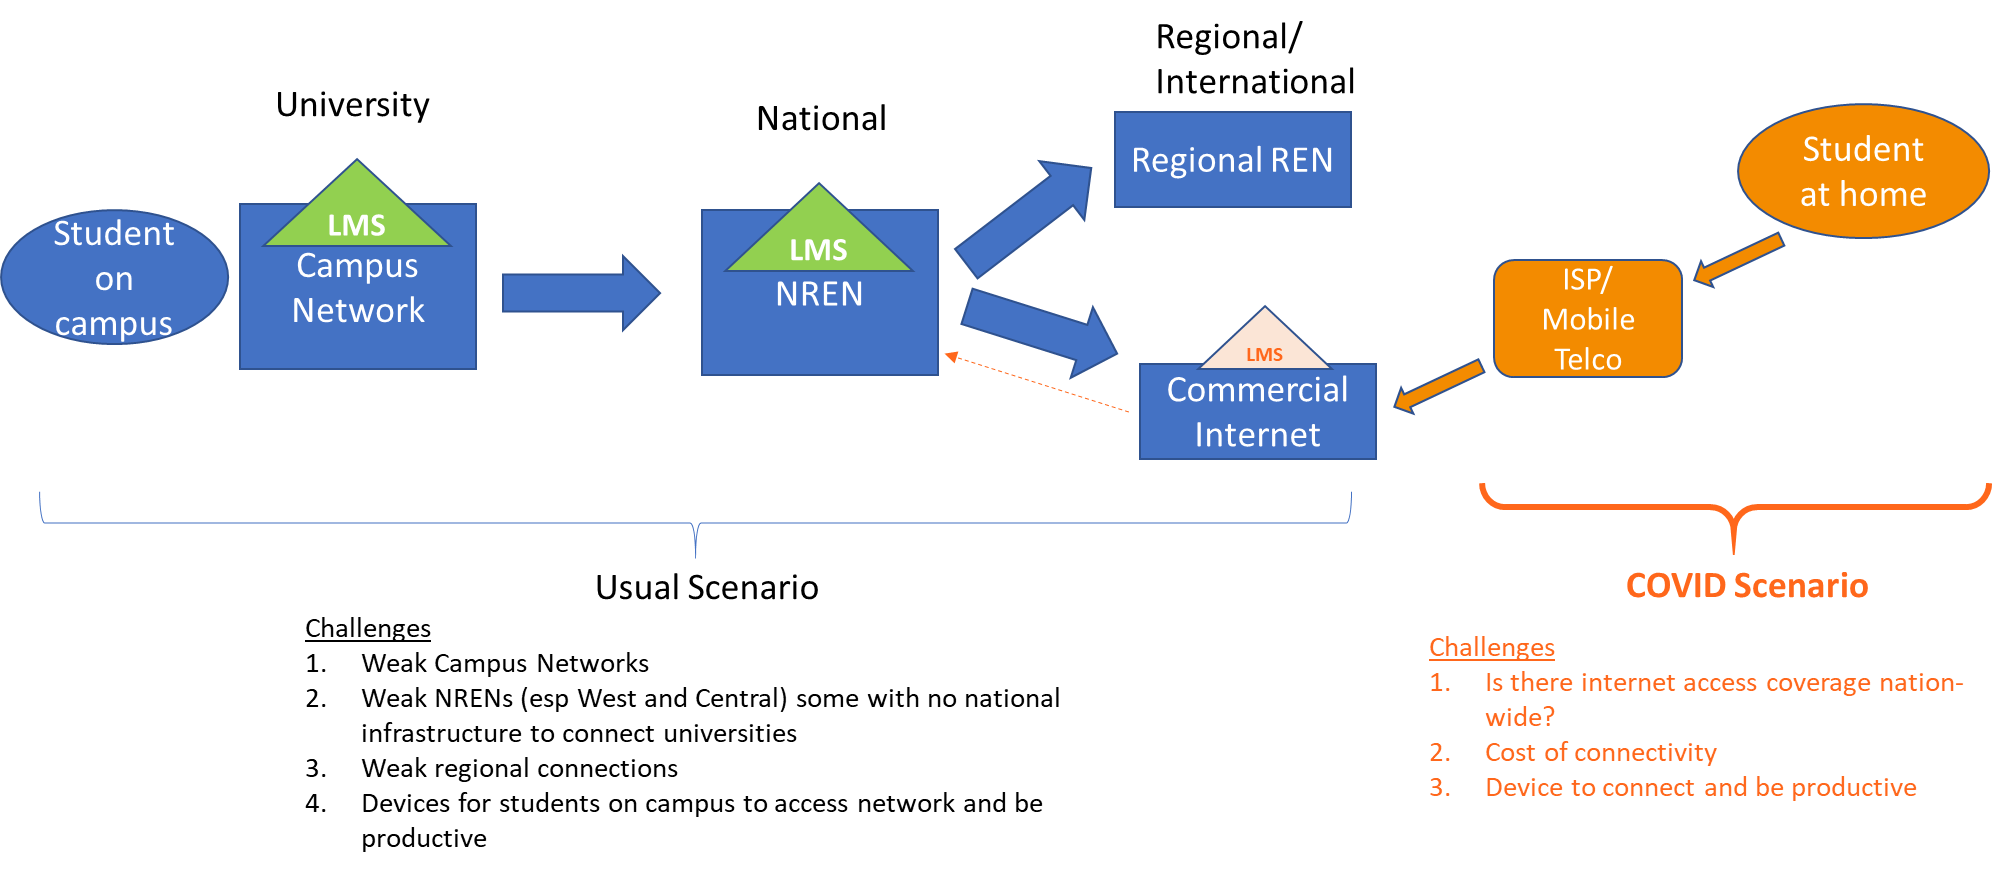 University
National
Regional/
International
LMS
Student
on
campus
Campus
Network
LMS
NREN
Regional REN
LMS
Commercial
Internet
Student
at home
ISP/
Mobile
Telco
Usual Scenario
Challenges
1. Weak Campus Networks
2. Weak NRENs (esp West and Central) some with no national
infrastructure to connect universities
3. Weak regional connections
4. Devices for students on campus to access network and be
productive
COVID Scenario
Challenges
1. Is there internet access coverage nation-
wide?
2. Cost of connectivity
3. Device to connect and be productive